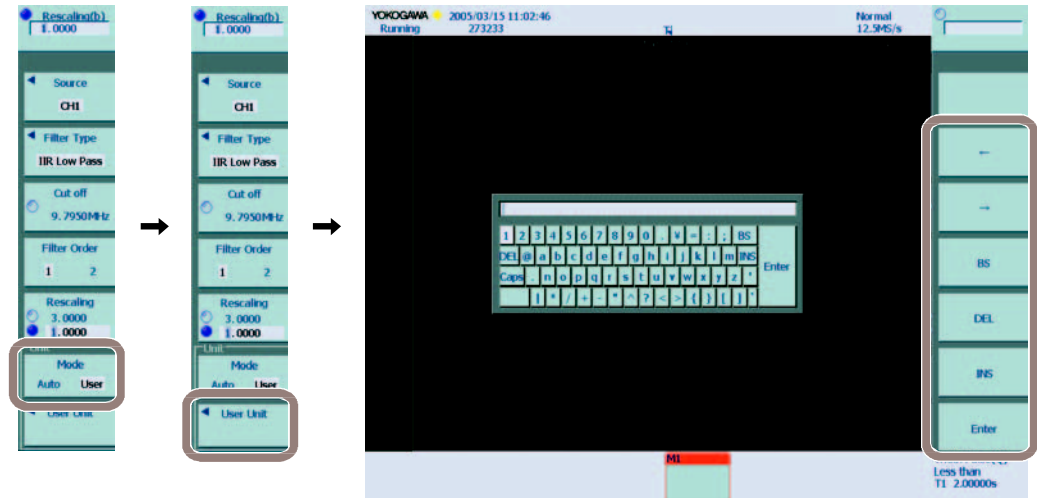 Rescaling(b)
1.0000
Source
CH1
Filter Type
IIR Low Pass
Cut off
9.7950MHz
Filter Order
1 2
Rescaling
3.0000
1.0000
Unit
Mode
Auto User
User Unit
Rescaling(b)
1.0000
Source
CH1
Filter Type
IIR Low Pass
Cut off
9.7950MHz
Filter Order
1 2
Rescaling
3.0000
1.0000
Unit
Mode
Auto User
User Unit
YOKOGAWA 2005/03/15 11:02:46 Normal
Running 273233 12.5MS/s
1 2 3 4 5 6 7 8 9 0 . ¥ = : ; BS
DEL @ a b c d e f g h i j k l m INS
Caps n o p q r s t u v w x y z
Enter
| * / + - " ^ ? < > { } [ ]
←
→
BS
DEL
INS
Enter
M1
Less than
T1 2.00000s